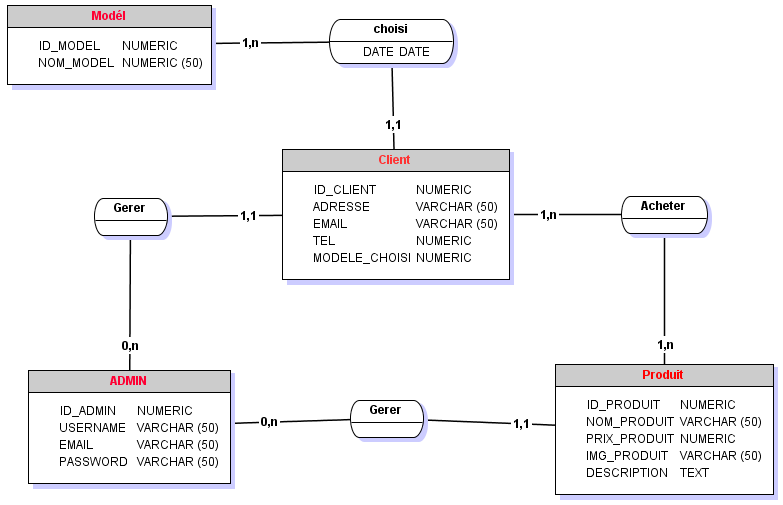 Modél
ID_MODEL NUMERIC
NOM_MODEL NUMERIC (50)
1,n
choisi
DATE DATE
1,1
Client
ID_CLIENT NUMERIC
ADRESSE VARCHAR (50)
EMAIL VARCHAR (50)
TEL NUMERIC
MODELE_CHOISI NUMERIC
Gerer
1,1
1,n
Acheter
0,n
1,n
ADMIN
ID_ADMIN NUMERIC
USERNAME VARCHAR (50)
EMAIL VARCHAR (50)
PASSWORD VARCHAR (50)
0,n
Gerer
1,1
Produit
ID_PRODUIT NUMERIC
NOM_PRODUIT VARCHAR (50)
PRIX_PRODUIT NUMERIC
IMG_PRODUIT VARCHAR (50)
DESCRIPTION TEXT